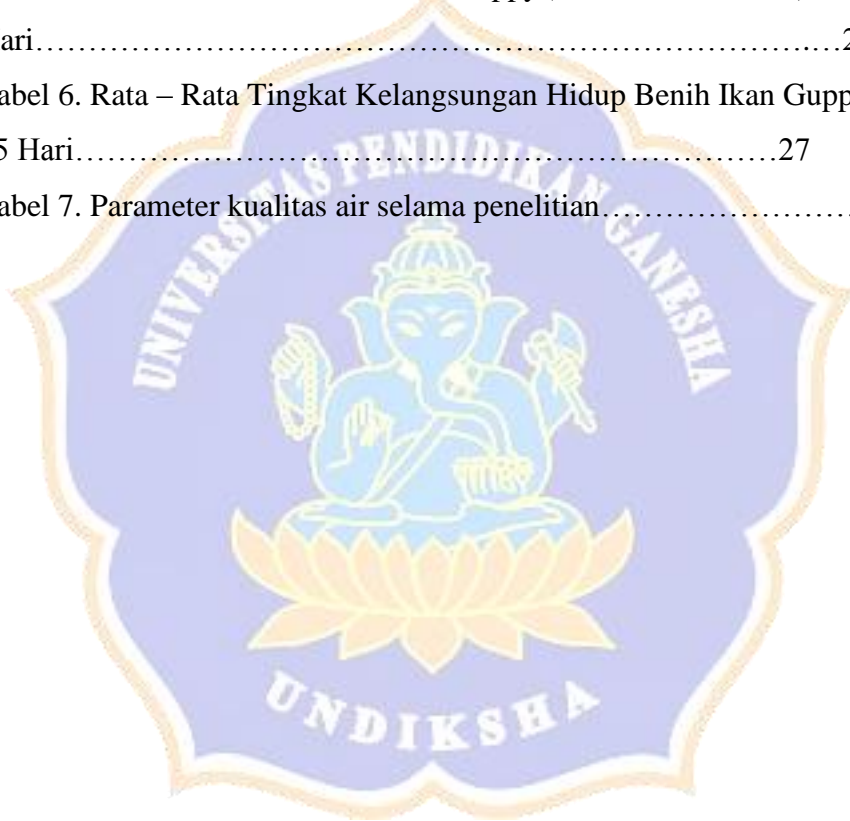 ari……………………………………………………………………….…2
abel 6. Rata – Rata Tingkat Kelangsungan Hidup Benih Ikan Gupp
5 Hari……………………………………………………………………27
abel 7. Parameter kualitas air selama penelitian……………………
UNIVERSITAS PENDIDIKAN GANESHA
UNDIKSHA